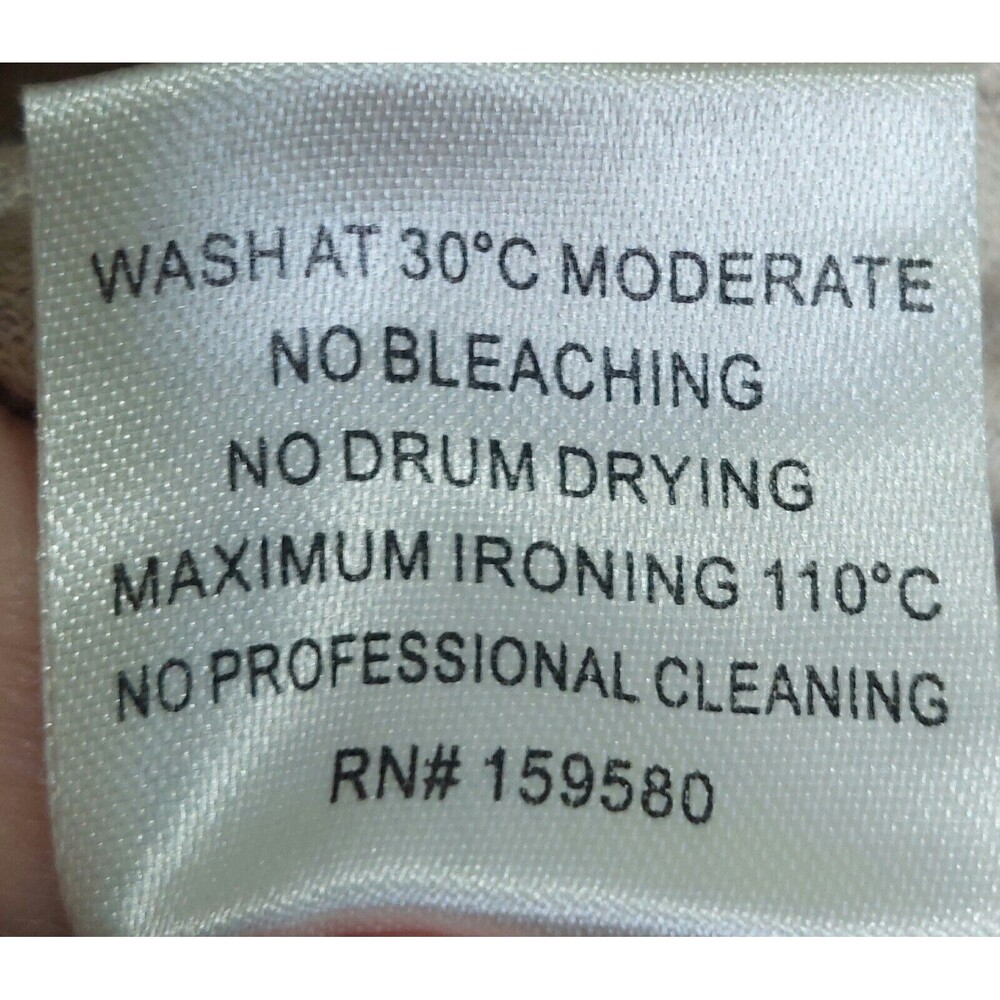 WASH AT 30°C MODERATE
NO BLEACHING
NO DRUM DRYING
MAXIMUM IRONING 110°C
NO PROFESSIONAL CLEANING
RN# 159580